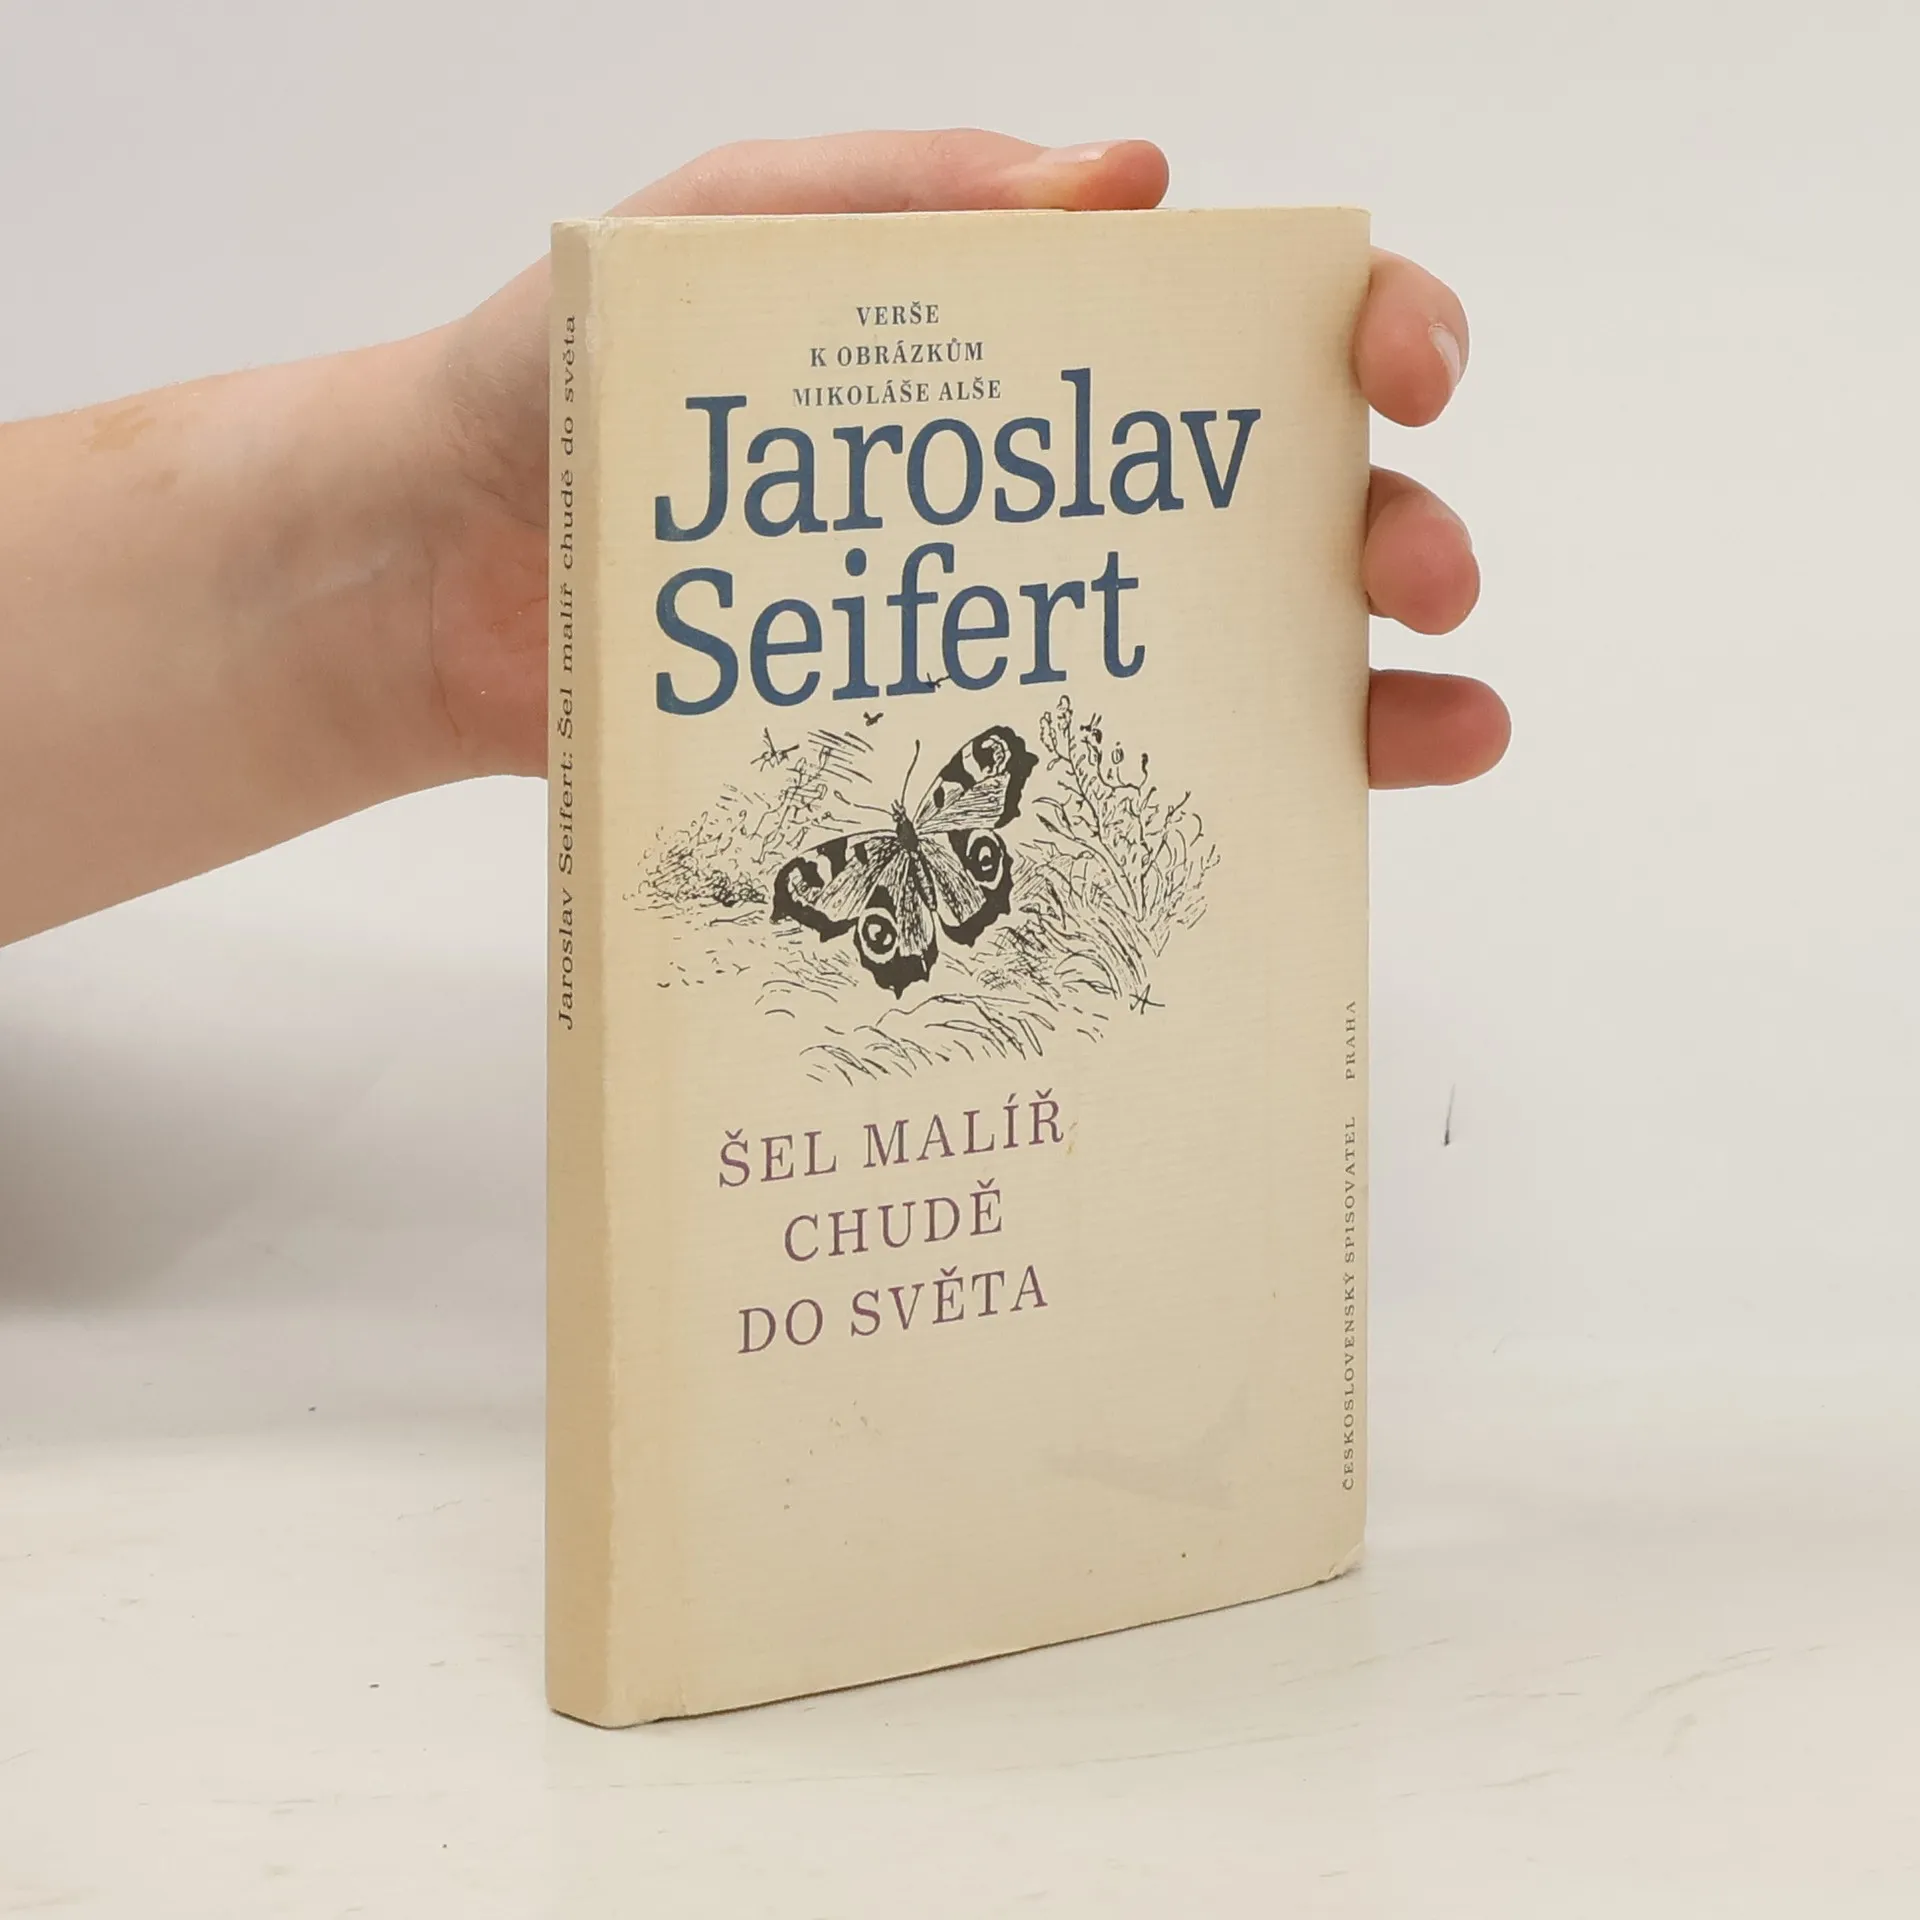 VERŠE
K OBRÁZKŮM
MIKOLÁŠE ALŠE
Jaroslav
Seifert
ŠEL MALÍŘ
CHUDĚ
DO SVĚTA
ČESKOSLOVENSKÝ SPISOVATEL PRAHA
Jaroslav Seifert: Šel malíř chudě do světa